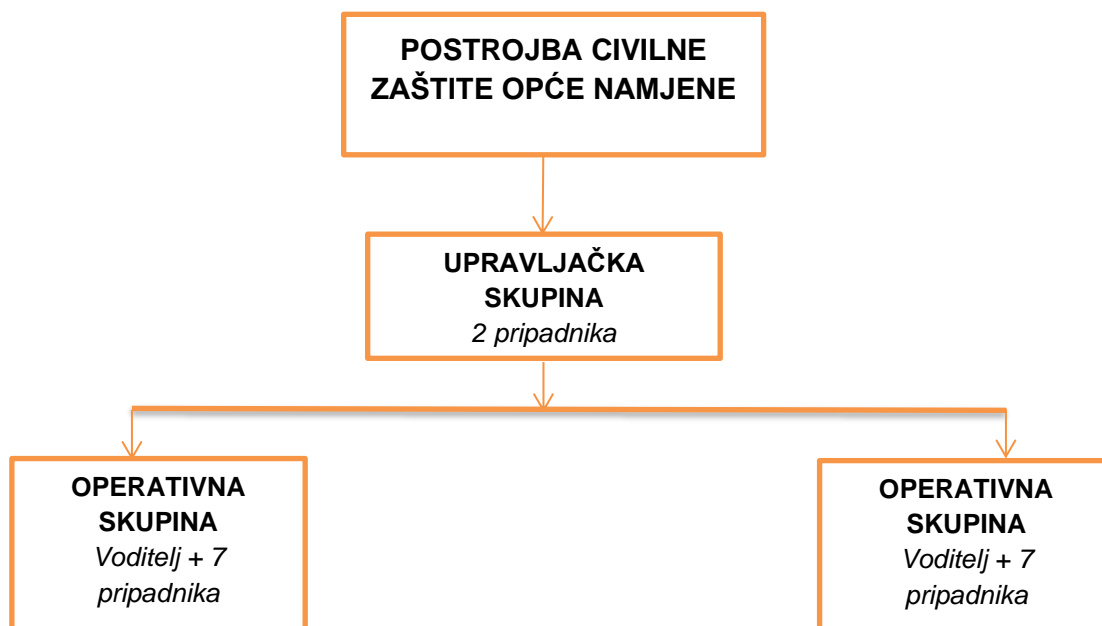 POSTROJBA CIVILNE
ZAŠTITE OPĆE NAMJENE
UPRAVLJAČKA
SKUPINA
2 pripadnika
OPERATIVNA
SKUPINA
Voditelj + 7
pripadnika
OPERATIVNA
SKUPINA
Voditelj + 7
pripadnika